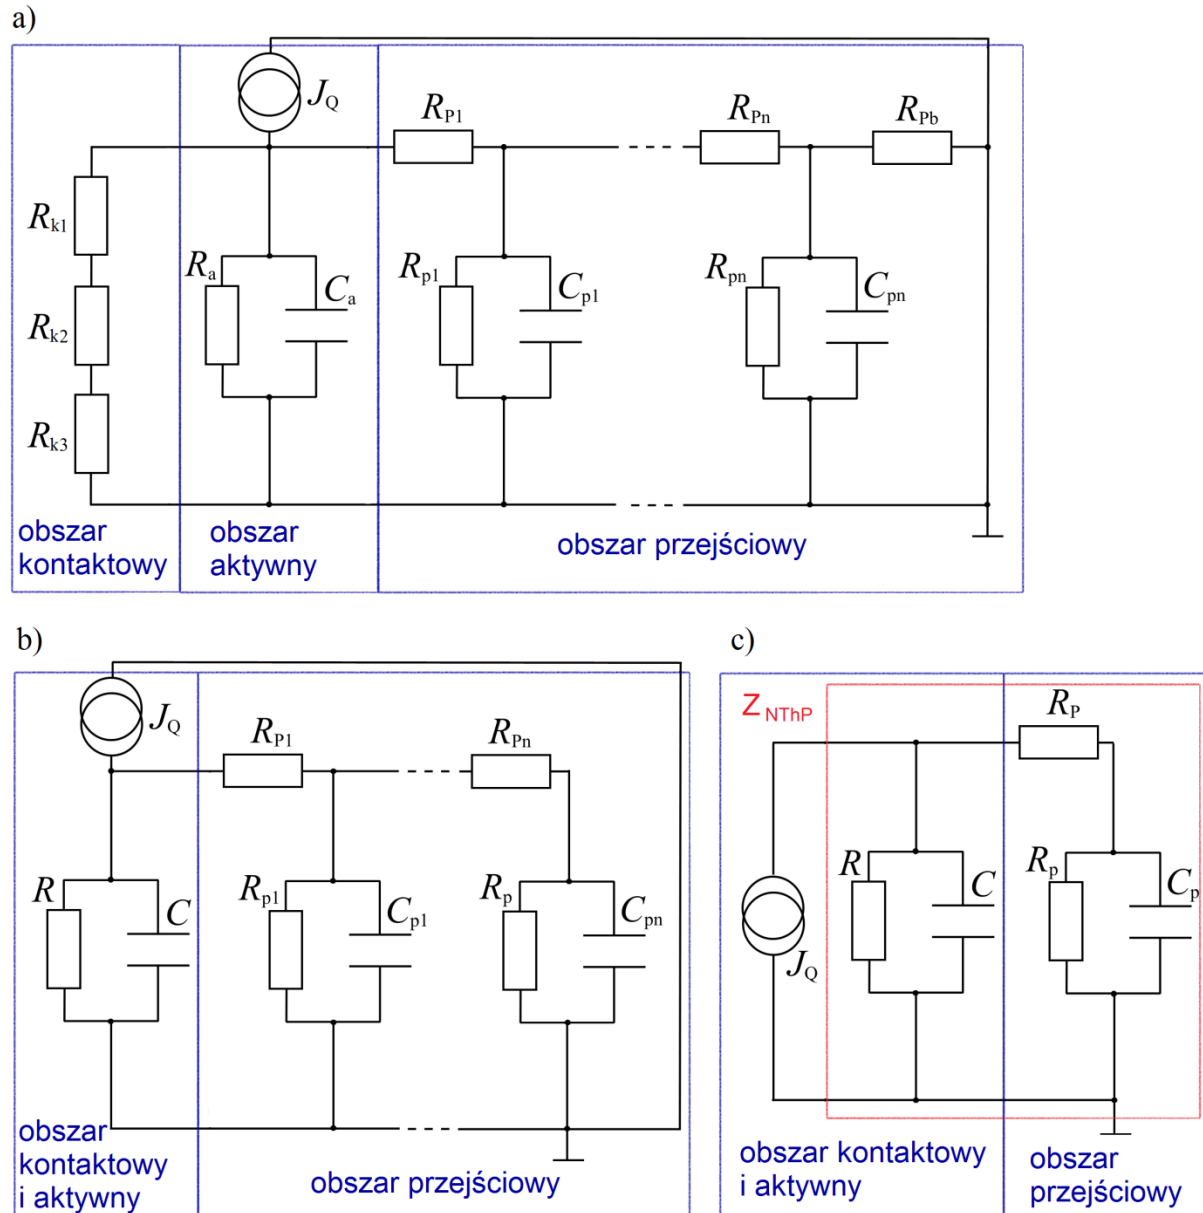 a)
J_Q
R_P1
R_Pn
R_Pb
R_k1
R_k2
R_k3
R_a
C_a
R_p1
C_p1
R_pn
C_pn
obszar
kontaktowy
obszar
aktywny
obszar przejściowy
b)
J_Q
R_P1
R_Pn
R
C
R_p1
C_p1
R_p
C_pn
obszar
kontaktowy
i aktywny
obszar przejściowy
c)
Z_NThP
R_P
R
C
R_p
C_p
J_Q
obszar kontaktowy
i aktywny
obszar
przejściowy